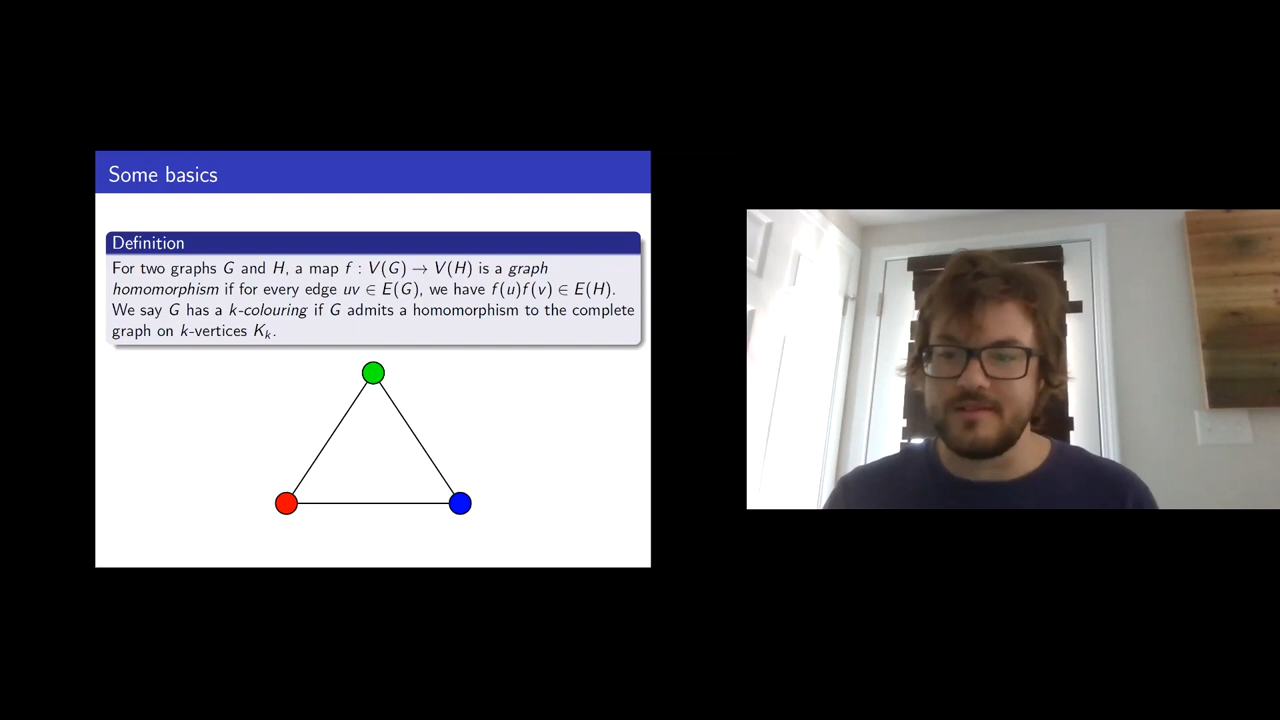 Some basics
Definition
For two graphs G and H, a map f : V(G) → V(H) is a graph
homomorphism if for every edge uv ∈ E(G), we have f(u)f(v) ∈ E(H).
We say G has a k-colouring if G admits a homomorphism to the complete
graph on k-vertices Kₖ.